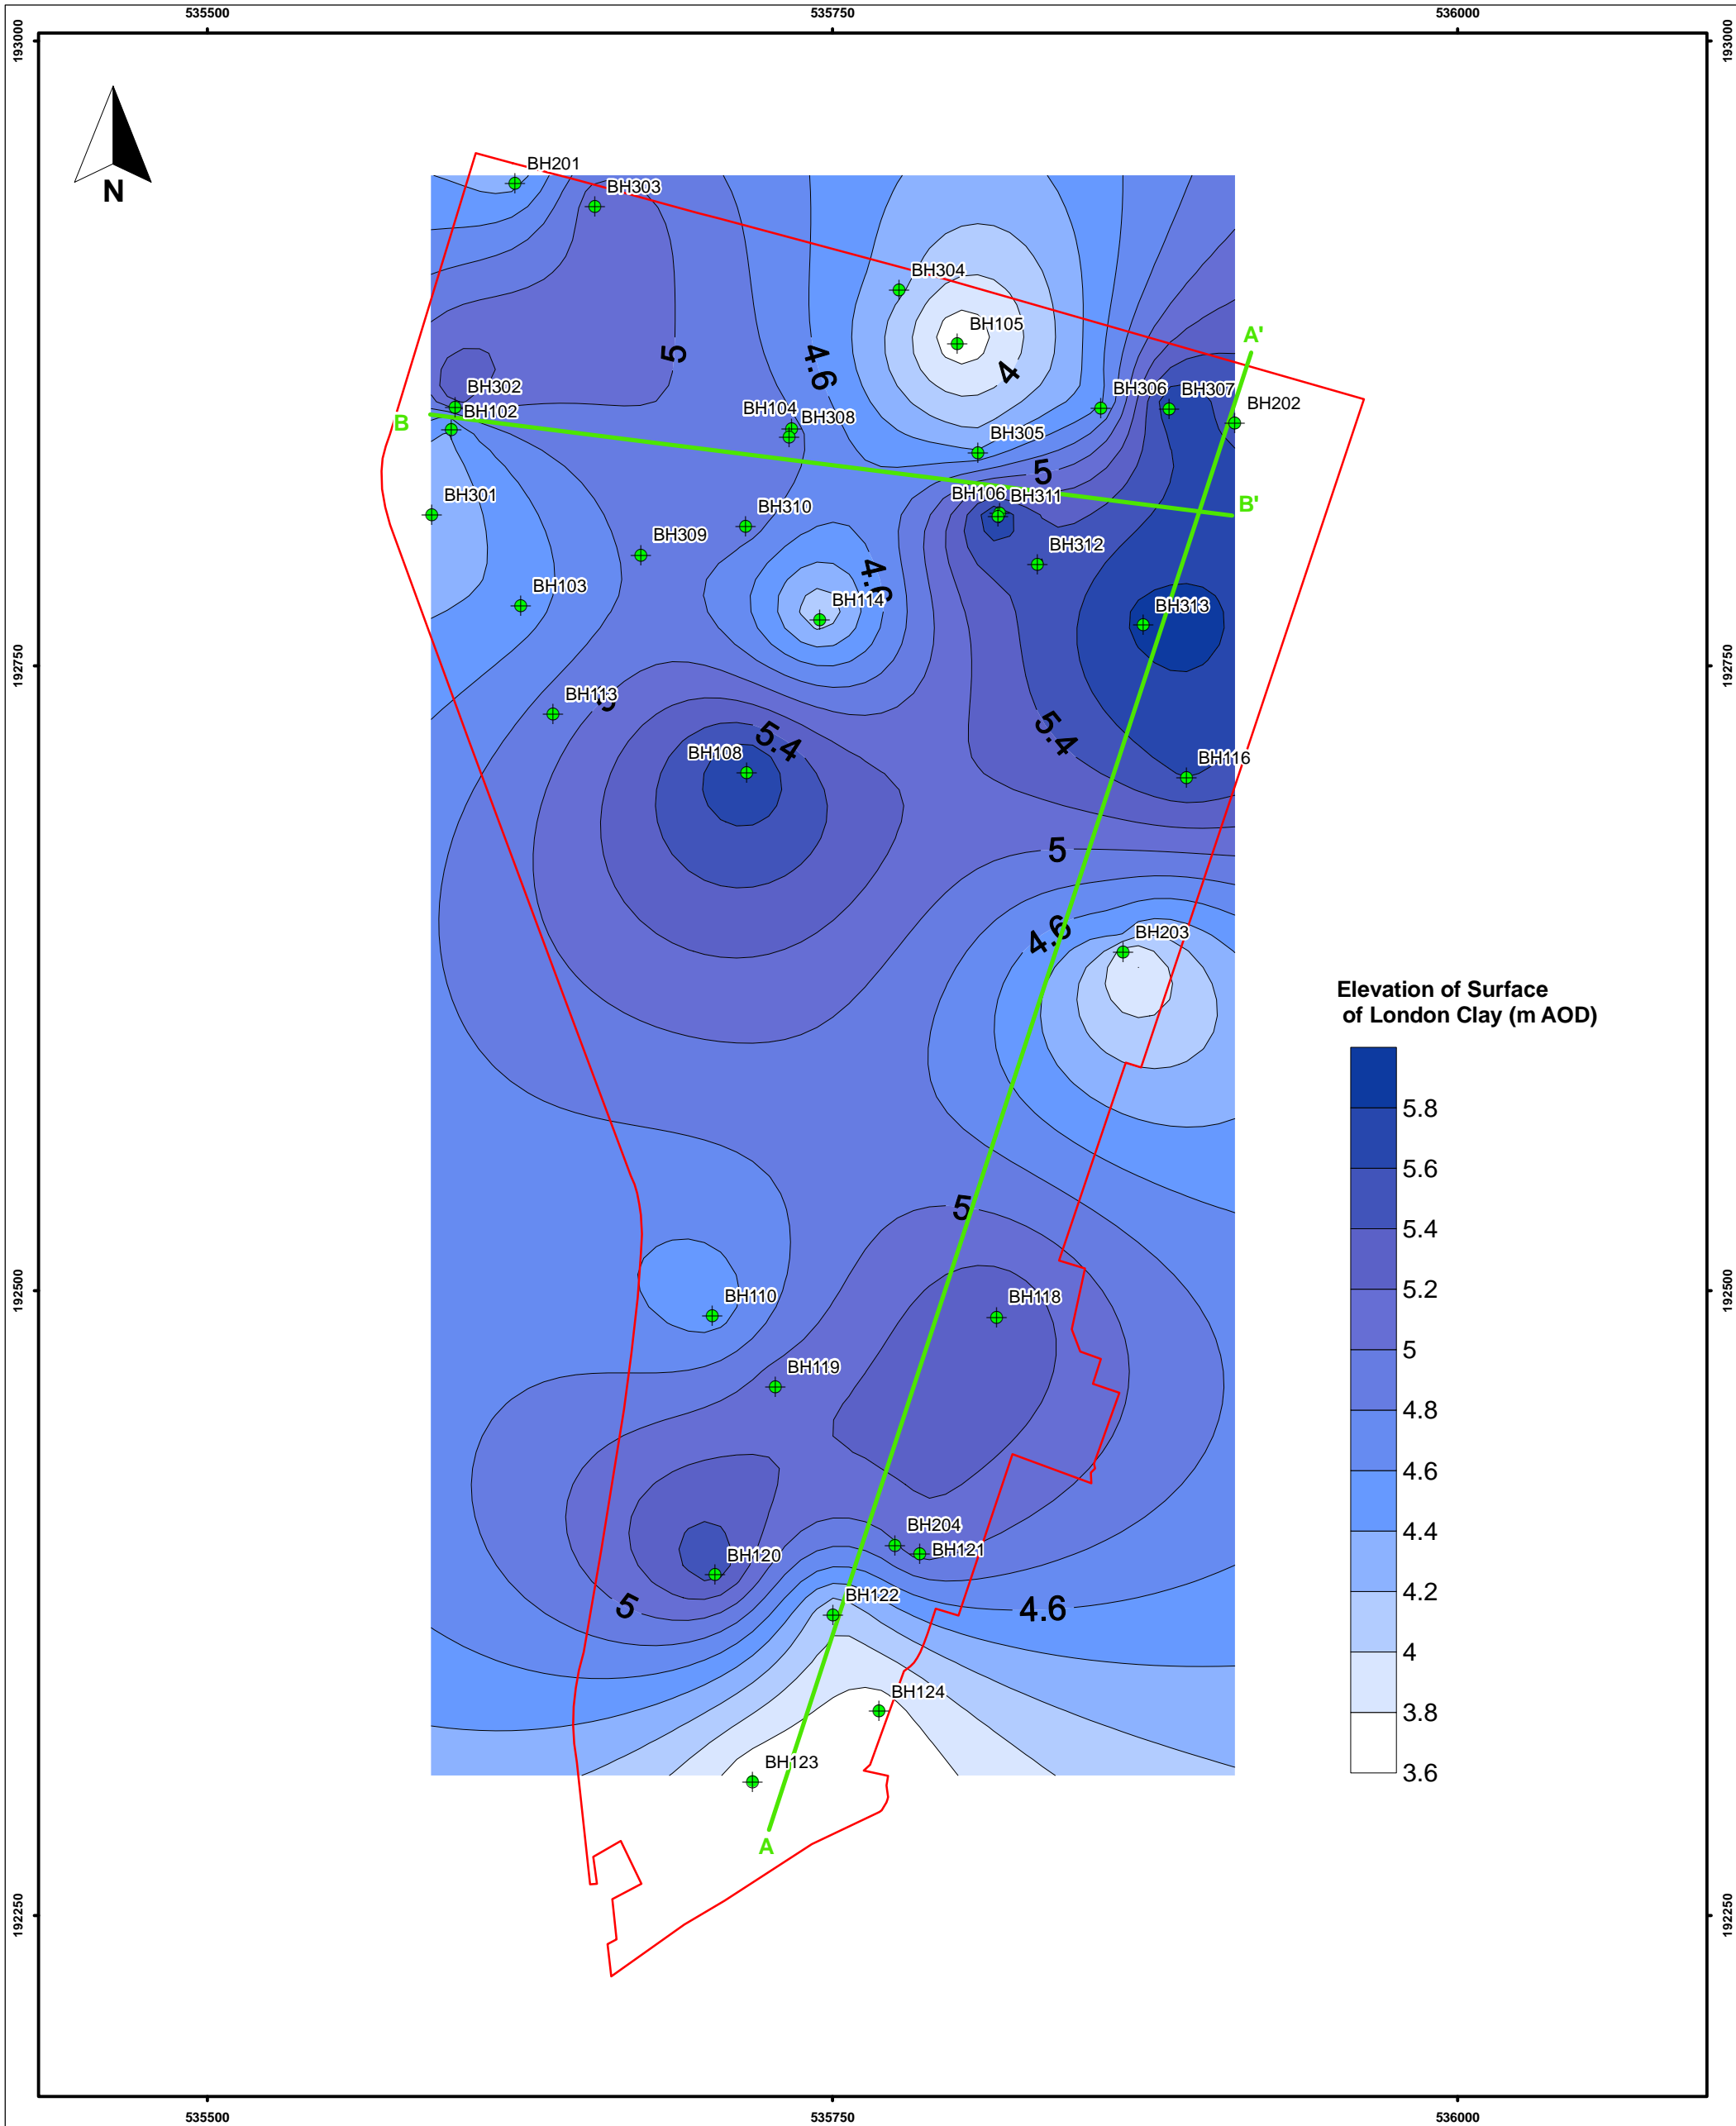 535500
535750
536000
193000
193000
N
BH201
BH303
BH304
BH105
A'
5
4.6
4
BH302
BH306
BH307
BH202
B
BH102
BH104
BH308
BH305
5
BH301
BH106
BH311
B'
BH310
BH309
BH312
4.6
BH103
BH114
BH313
192750
192750
BH113
5
5.4
5.4
BH108
BH116
5
4.6
BH203
Elevation of Surface
of London Clay (m AOD)
5.8
5.6
5.4
5.2
5
4.8
4.6
4.4
4.2
4
3.8
3.6
5
192500
192500
BH110
BH118
BH119
BH204
BH121
BH120
5
BH122
4.6
BH124
BH123
A
192250
192250
535500
535750
536000